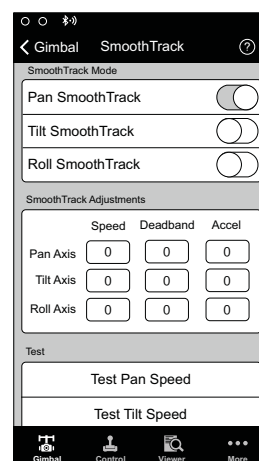 Gimbal SmoothTrack ?
SmoothTrack Mode
Pan SmoothTrack
Tilt SmoothTrack
Roll SmoothTrack
SmoothTrack Adjustments
Speed Deadband Accel
Pan Axis 0 0 0
Tilt Axis 0 0 0
Roll Axis 0 0 0
Test
Test Pan Speed
Test Tilt Speed
Gimbal Control Viewer More